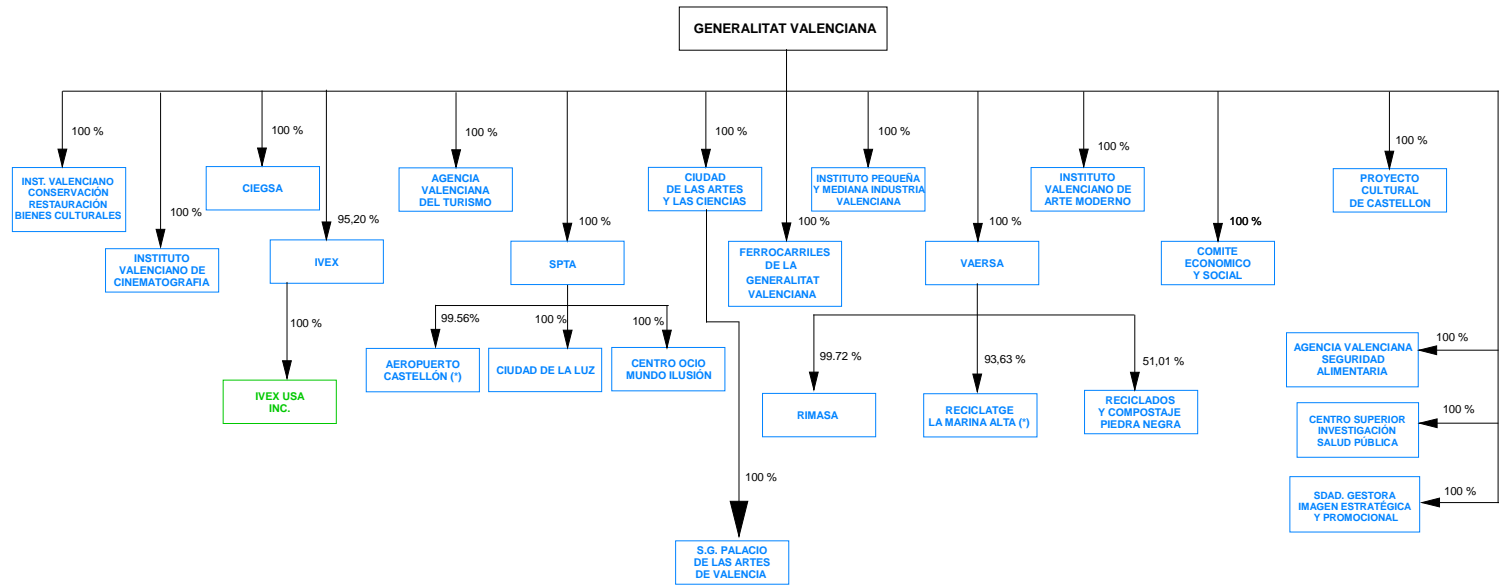 GENERALITAT VALENCIANA
100 %
INST. VALENCIANO
CONSERVACIÓN
RESTAURACIÓN
BIENES CULTURALES
100 %
INSTITUTO
VALENCIANO DE
CINEMATOGRAFIA
100 %
CIEGSA
95,20 %
IVEX
100 %
IVEX USA
INC.
100 %
AGENCIA
VALENCIANA
DEL TURISMO
100 %
SPTA
99.56%
AEROPUERTO
CASTELLÓN (*)
100 %
CIUDAD DE LA LUZ
100 %
CENTRO OCIO
MUNDO ILUSIÓN
100 %
CIUDAD
DE LAS ARTES
Y LAS CIENCIAS
100 %
S.G. PALACIO
DE LAS ARTES
DE VALENCIA
100 %
FERROCARRILES
DE LA
GENERALITAT
VALENCIANA
100 %
INSTITUTO PEQUEÑA
Y MEDIANA INDUSTRIA
VALENCIANA
100 %
VAERSA
99.72 %
RIMASA
93,63 %
RECICLATGE
LA MARINA ALTA (*)
51,01 %
RECICLADOS
Y COMPOSTAJE
PIEDRA NEGRA
100 %
INSTITUTO
VALENCIANO DE
ARTE MODERNO
100 %
COMITE
ECONOMICO
Y SOCIAL
100 %
PROYECTO
CULTURAL
DE CASTELLON
100 %
AGENCIA VALENCIANA
SEGURIDAD
ALIMENTARIA
100 %
CENTRO SUPERIOR
INVESTIGACIÓN
SALUD PÚBLICA
100 %
SDAD. GESTORA
IMAGEN ESTRATÉGICA
Y PROMOCIONAL